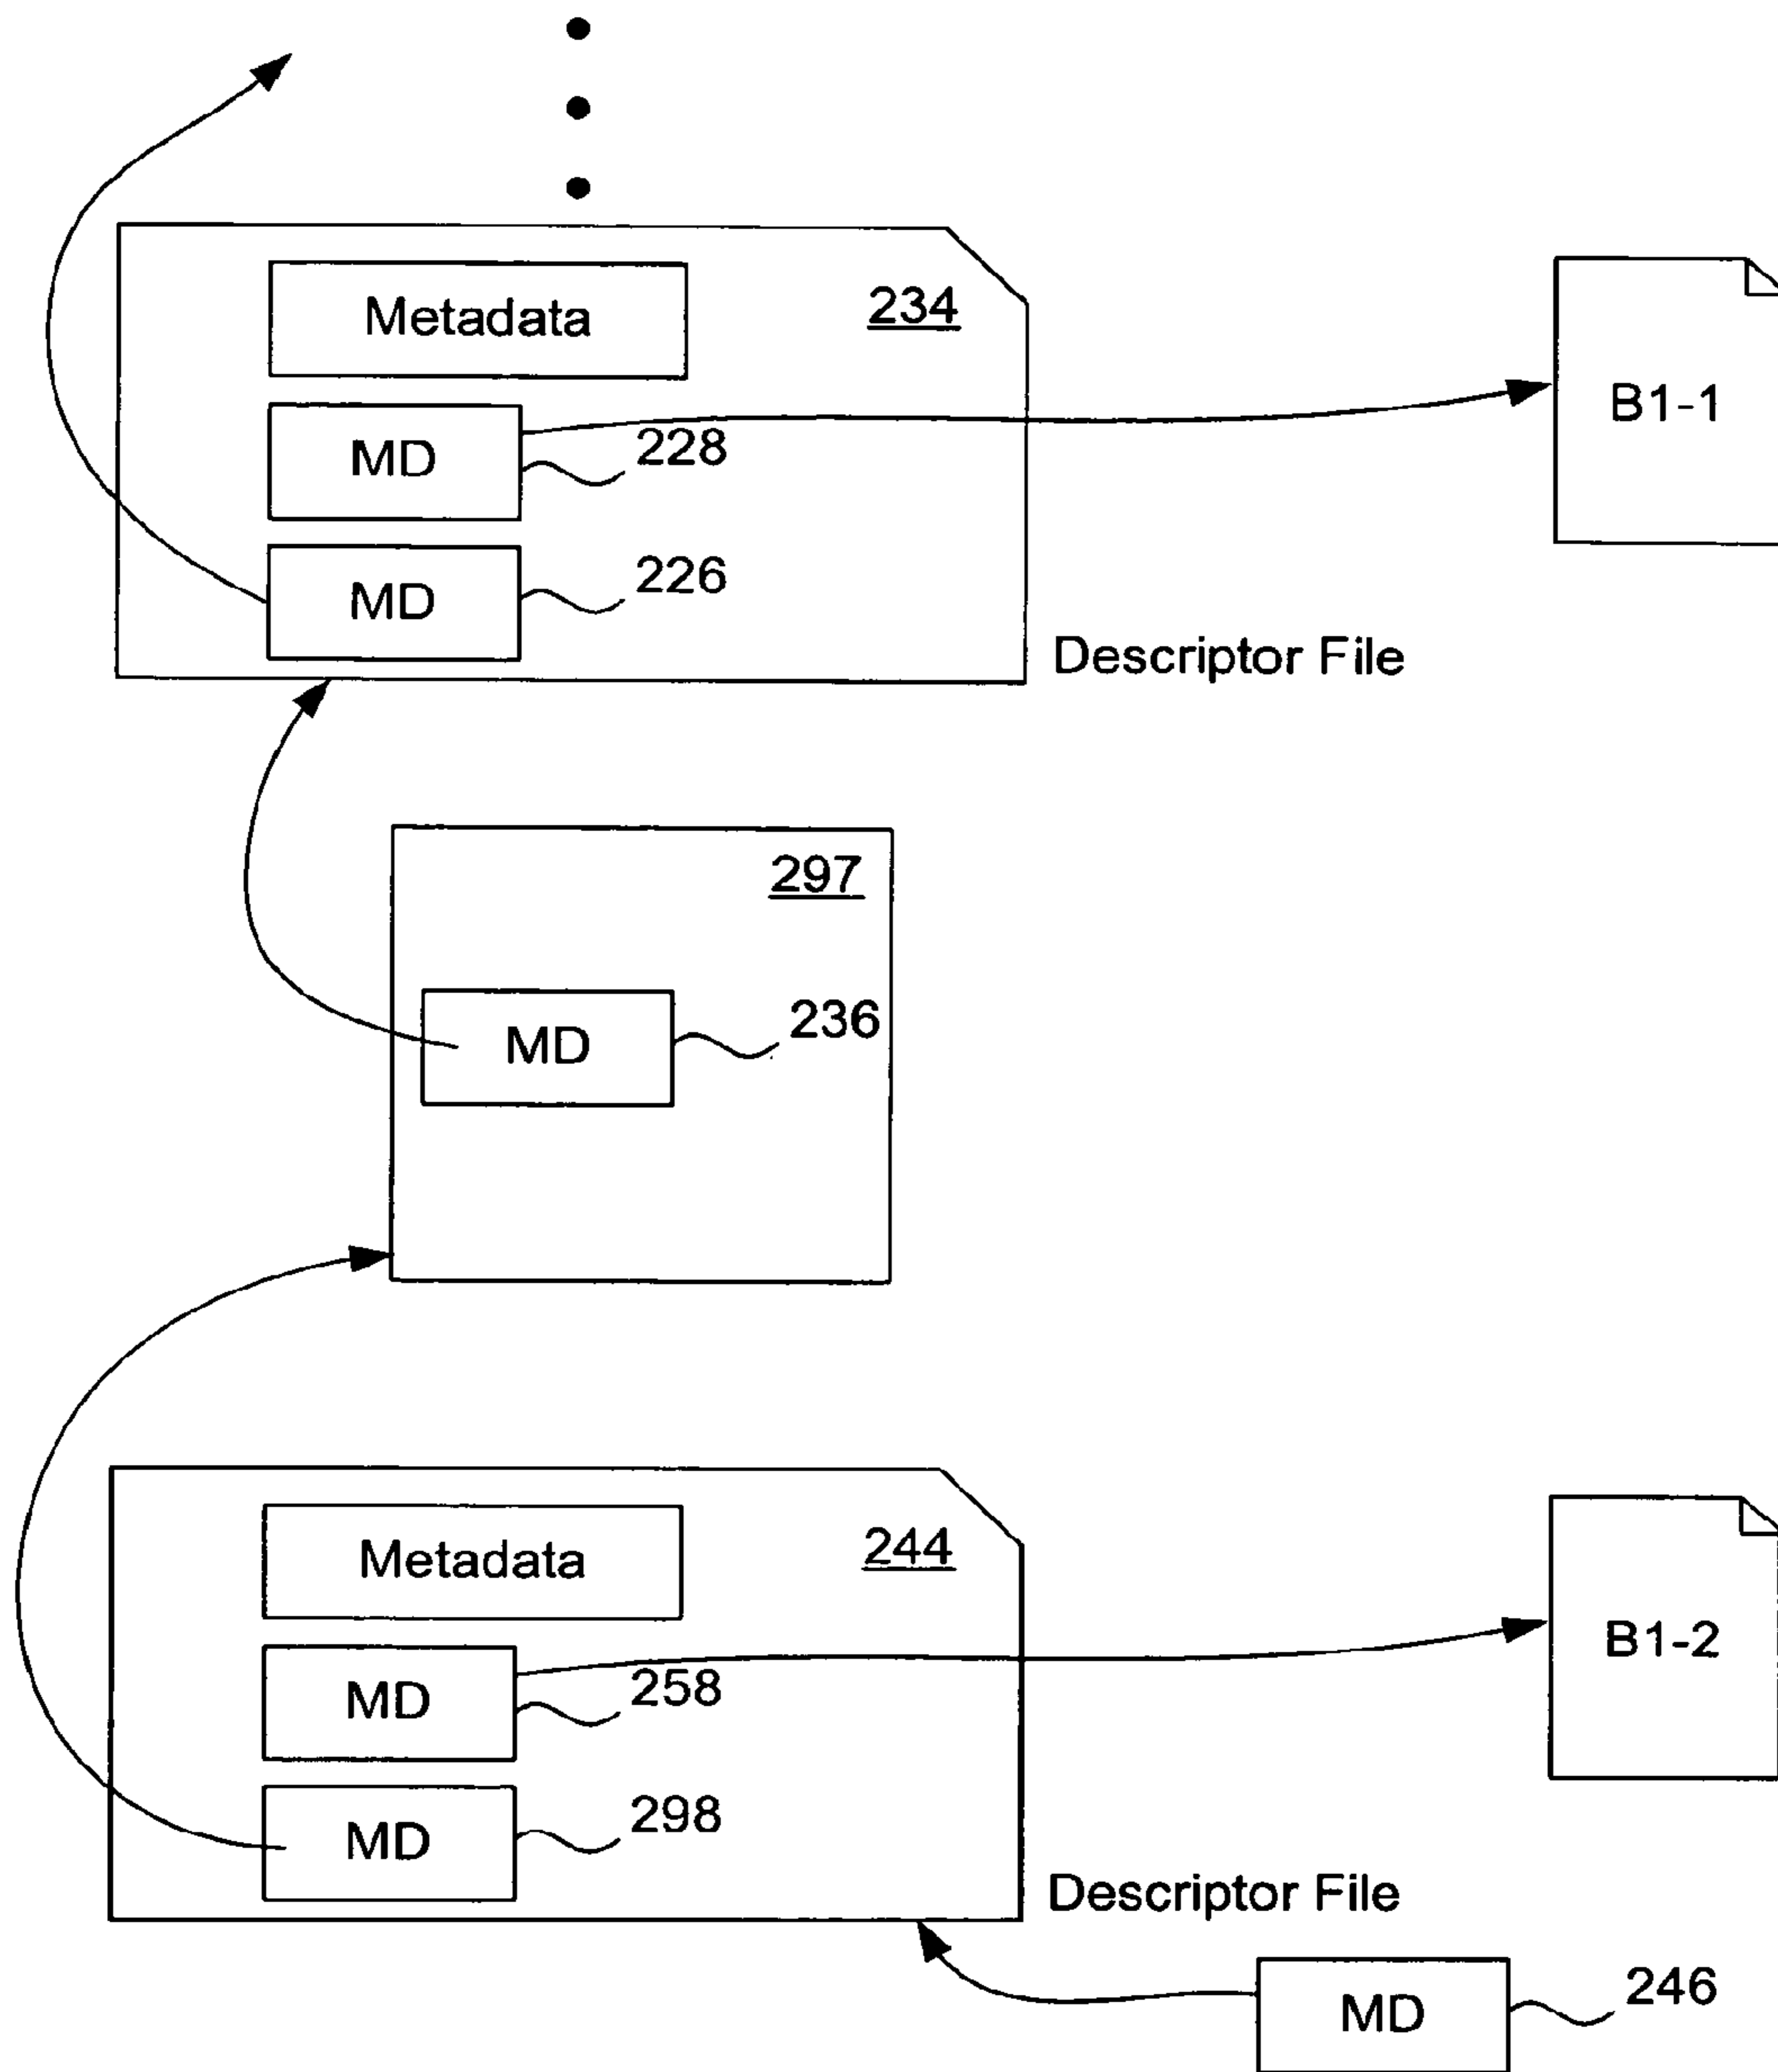 Metadata
234
B1-1
MD
228
MD
226
Descriptor File
297
MD
236
Metadata
244
B1-2
MD
258
MD
298
Descriptor File
MD
246